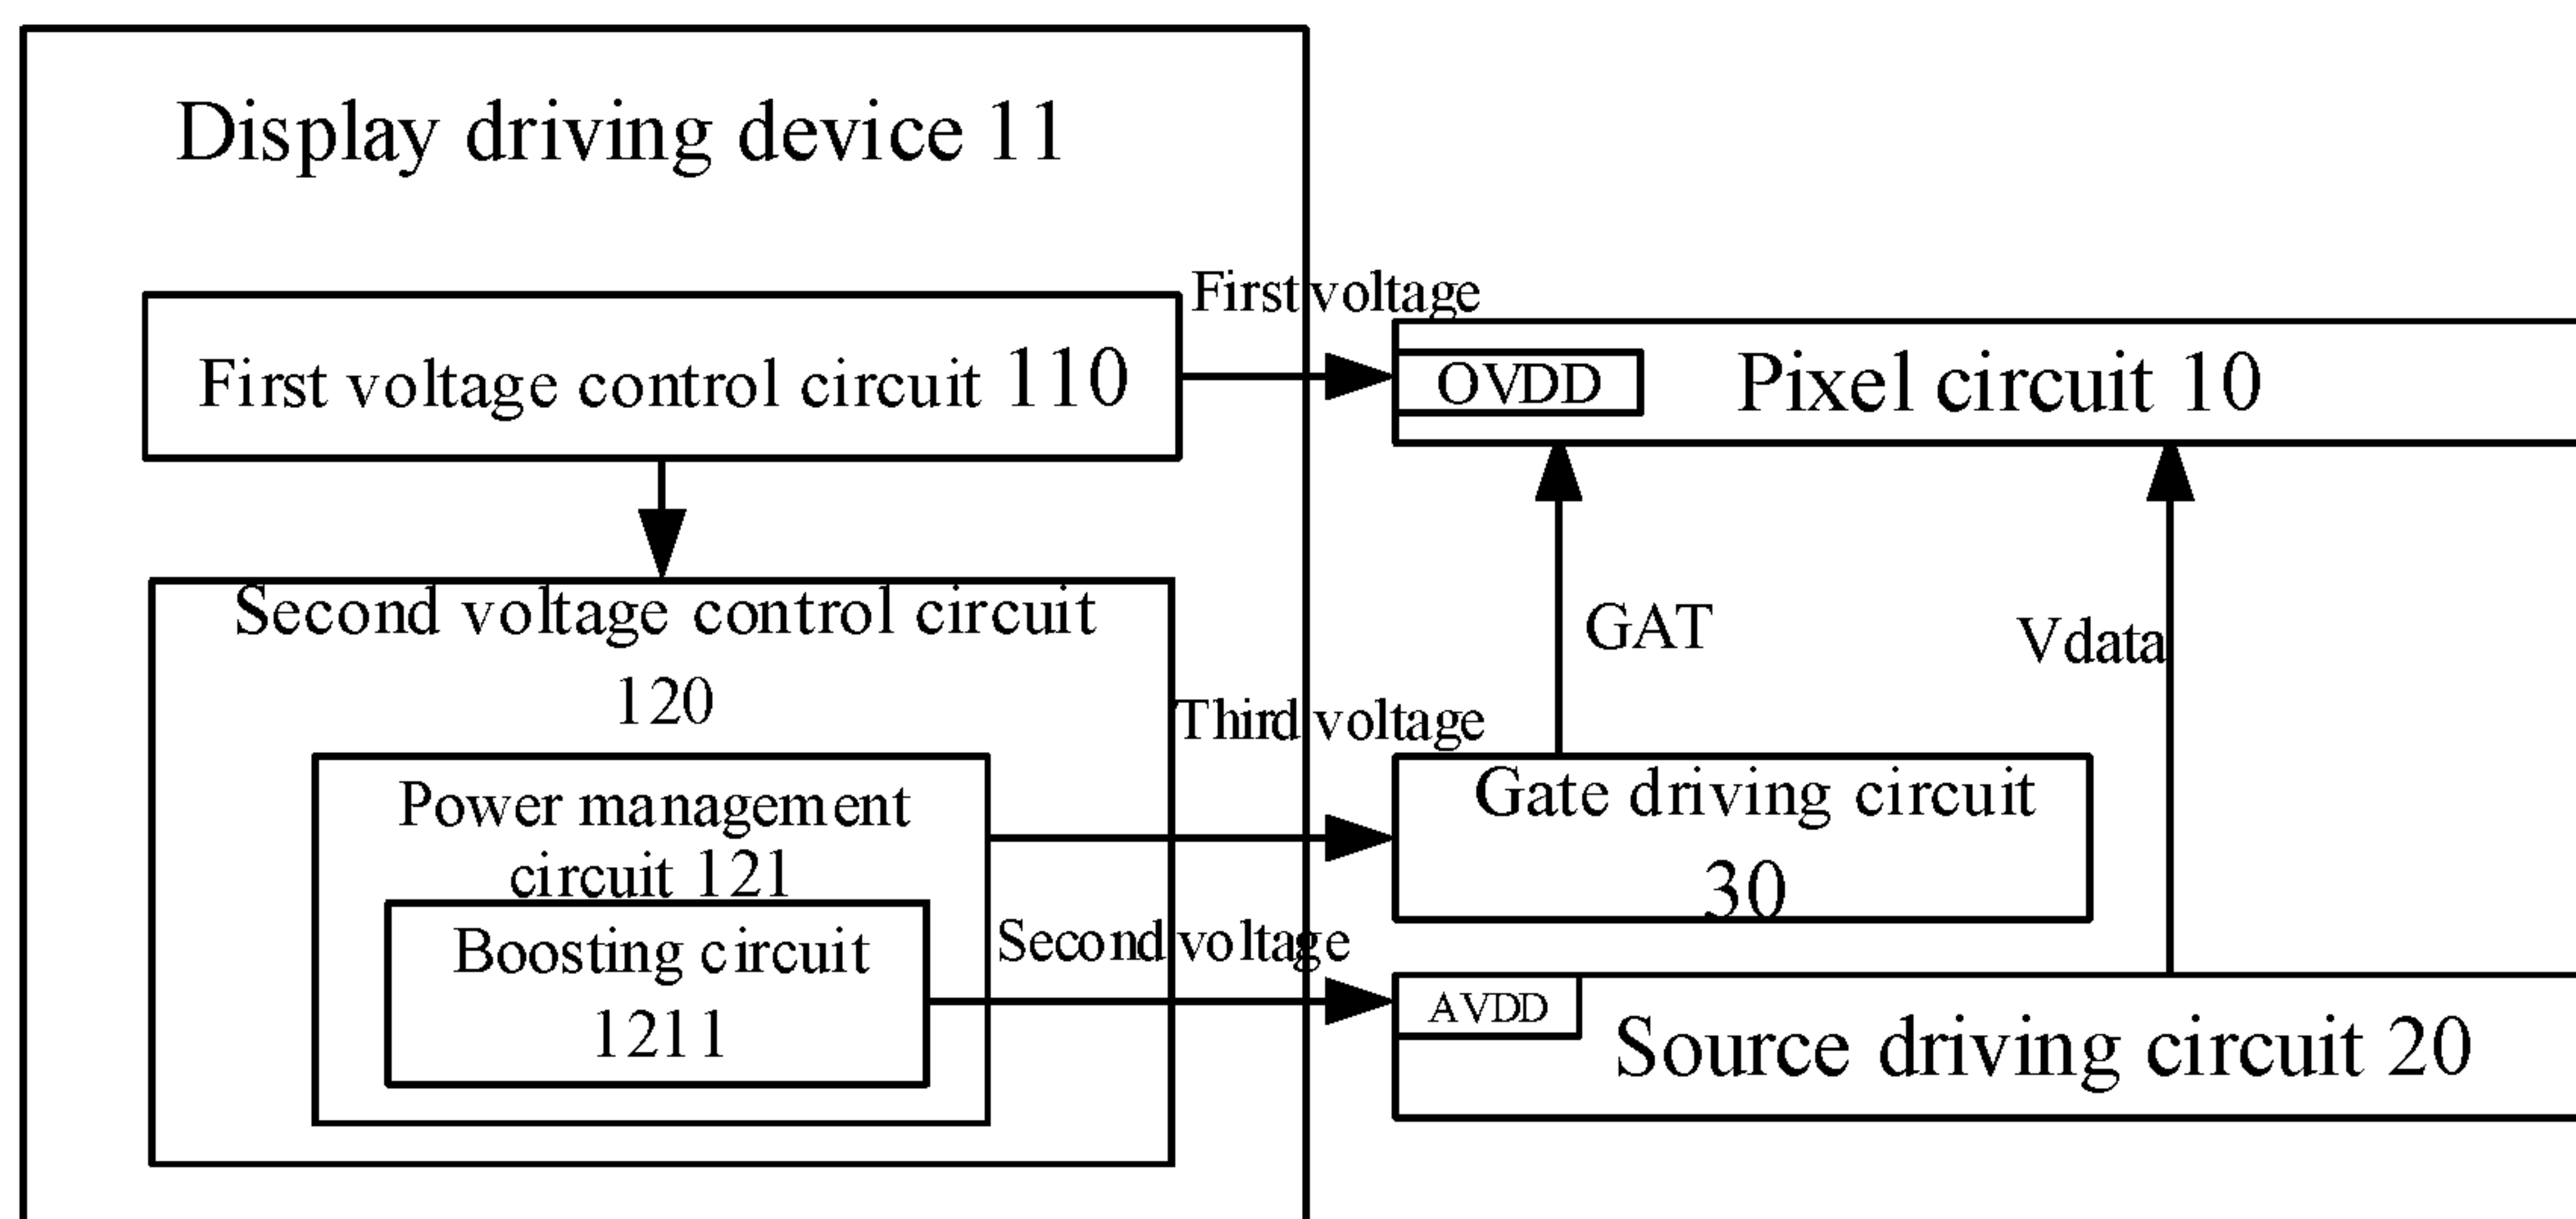 Display driving device 11
First voltage
First voltage control circuit 110
OVDD
Pixel circuit 10
Second voltage control circuit
120
GAT
Vdata
Third voltage
Power management
circuit 121
Gate driving circuit
30
Boosting circuit
1211
Second voltage
AVDD
Source driving circuit 20